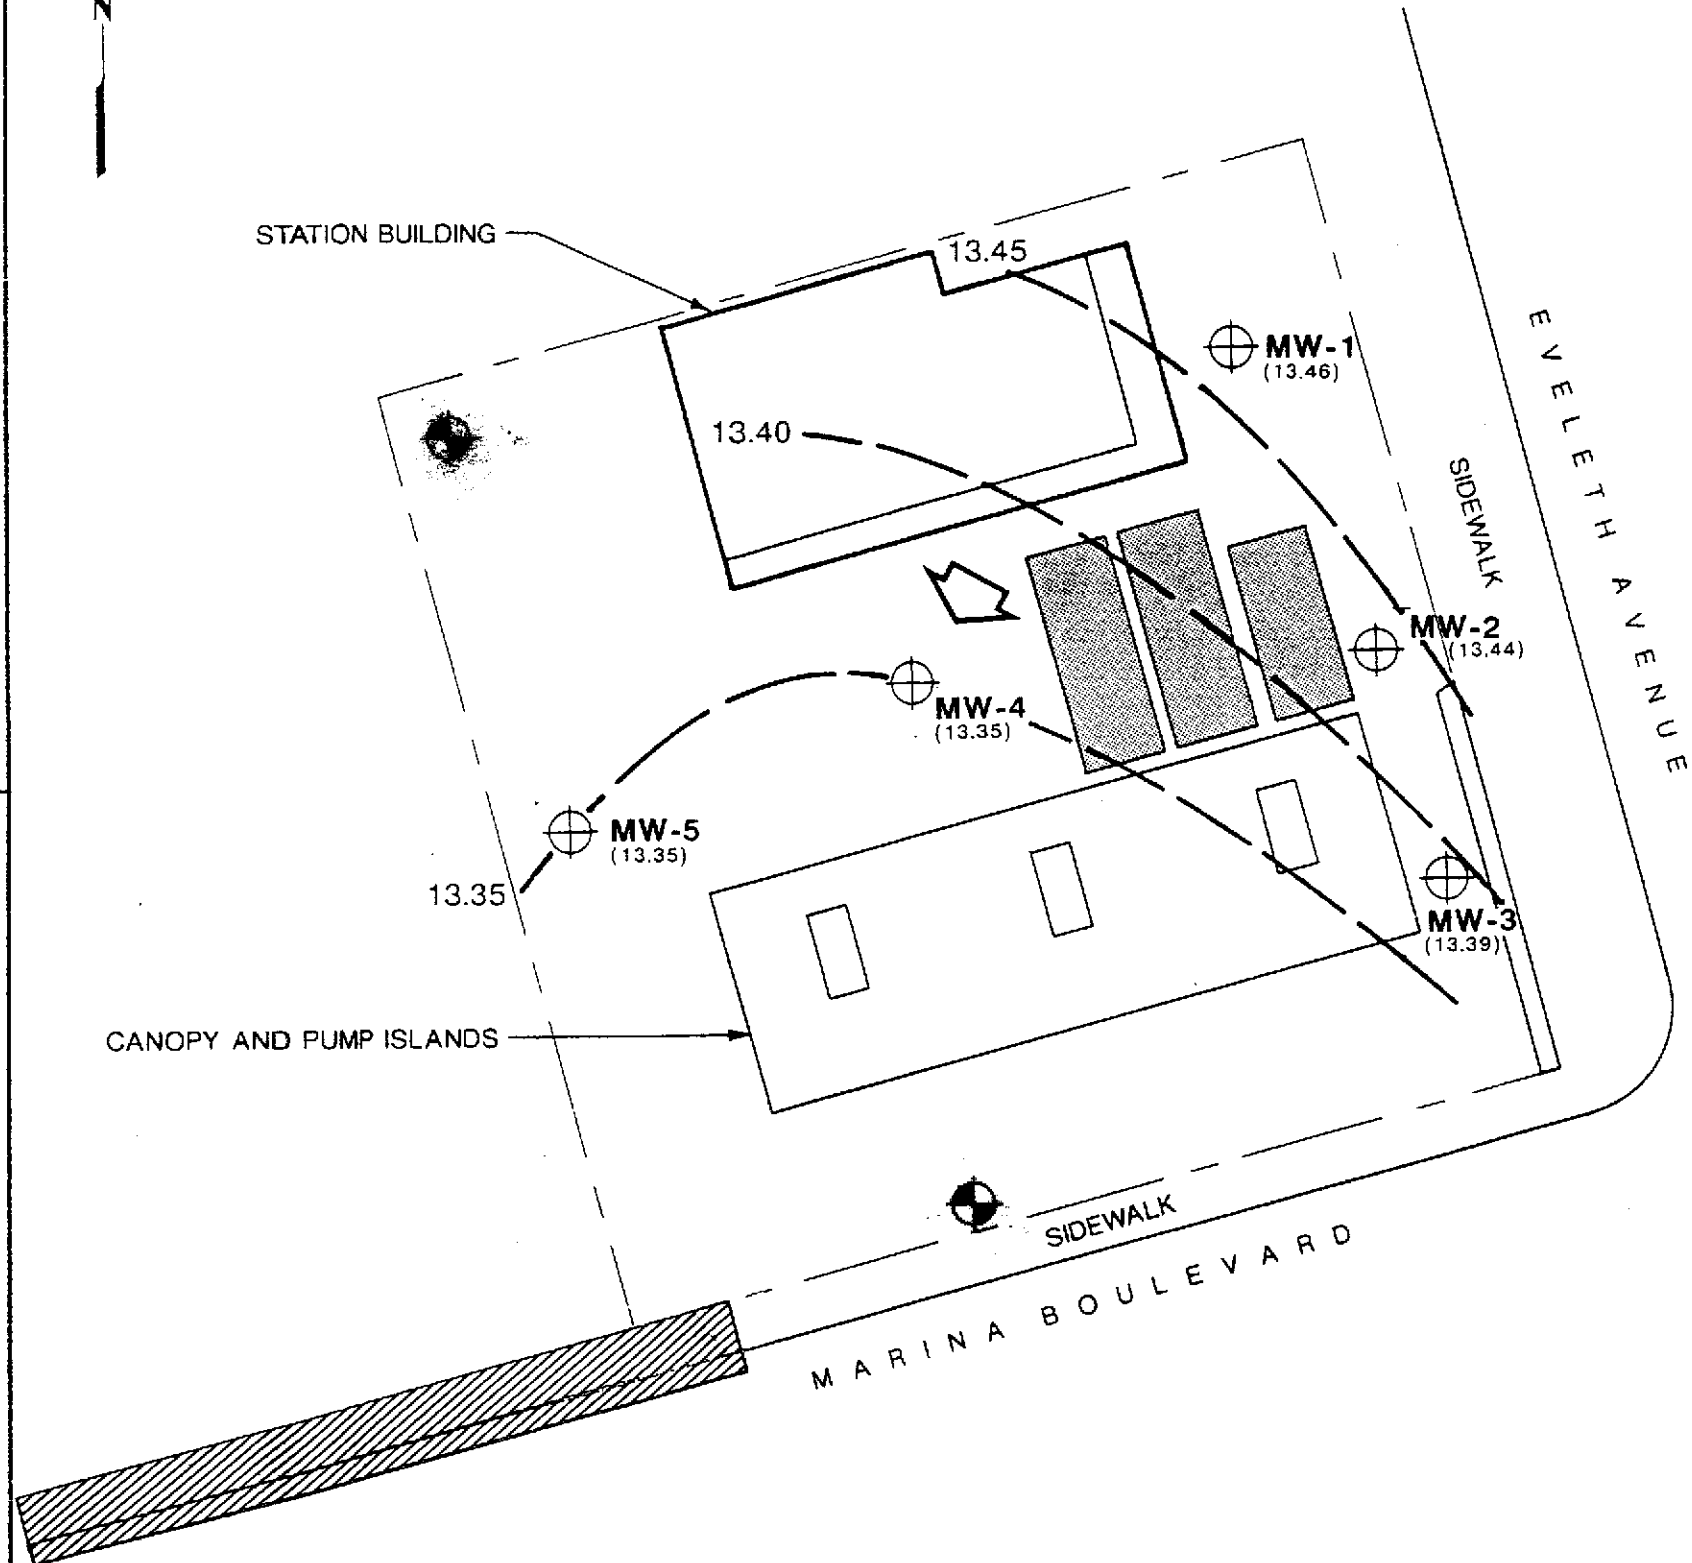 N
STATION BUILDING
13.45
MW-1
(13.46)
13.40
EVELETH AVENUE
SIDEWALK
MW-2
(13.44)
MW-4
(13.35)
MW-5
(13.35)
13.35
MW-3
(13.39)
CANOPY AND PUMP ISLANDS
SIDEWALK
MARINA BOULEVARD